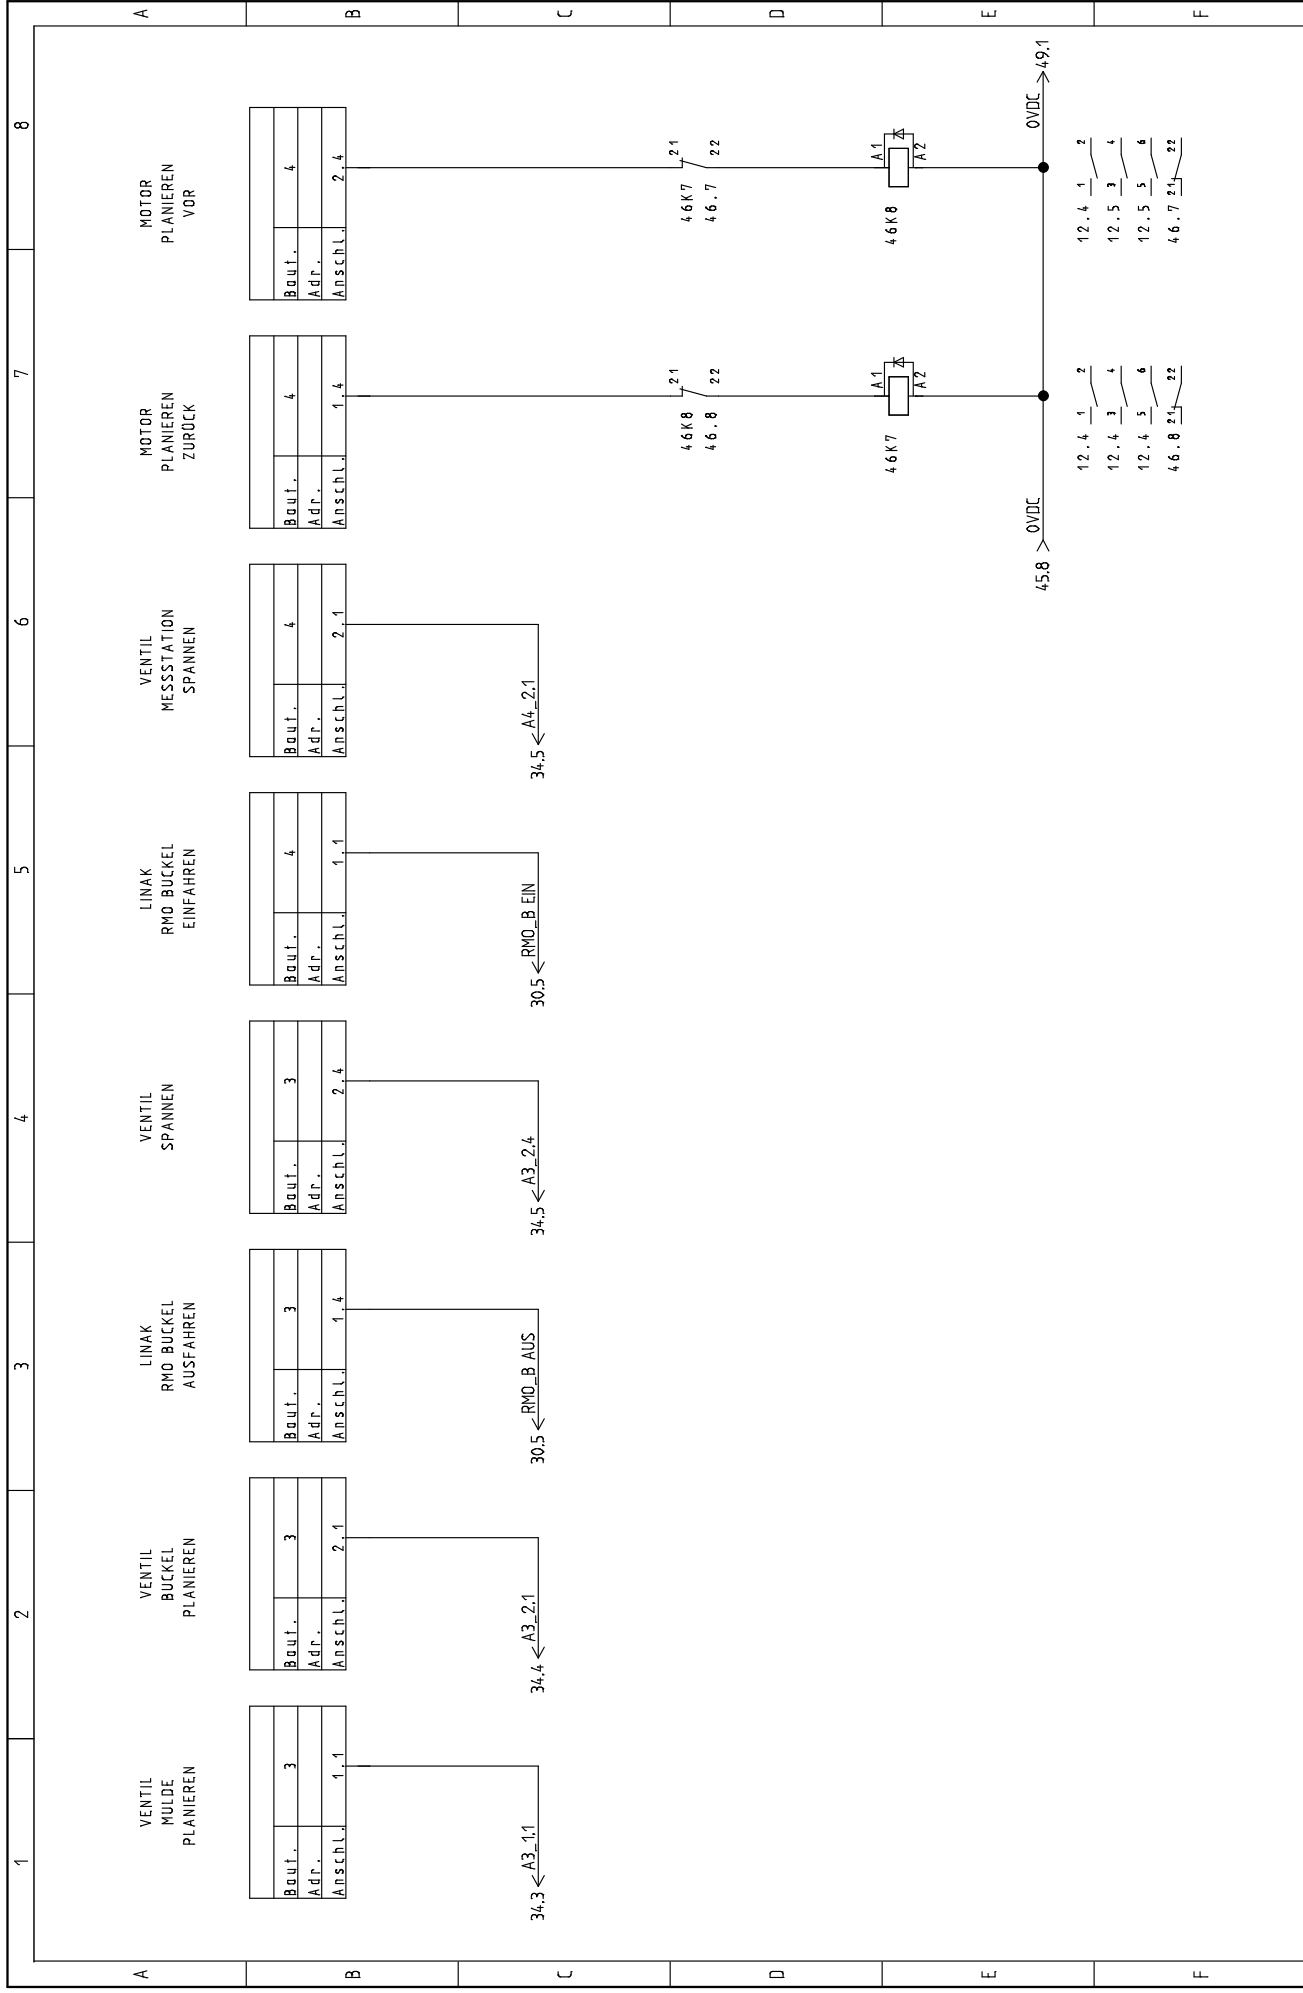 1 2 3 4 5 6 7 8
A
VENTIL
MULDE
PLANIEREN
VENTIL
BUCKEL
PLANIEREN
LINAK
RMO BUCKEL
AUSFAHREN
VENTIL
SPANNEN
LINAK
RMO BUCKEL
EINFAHREN
VENTIL
MESSSTATION
SPANNEN
MOTOR
PLANIEREN
ZURÜCK
MOTOR
PLANIEREN
VOR
A
B
Baut. 3
Adr.
Anschl. 1.1
Baut. 3
Adr.
Anschl. 2.1
Baut. 3
Adr.
Anschl. 1.4
Baut. 3
Adr.
Anschl. 2.4
Baut. 4
Adr.
Anschl. 1.1
Baut. 4
Adr.
Anschl. 2.1
Baut. 4
Adr.
Anschl. 1.4
Baut. 4
Adr.
Anschl. 2.4
B
C
34.3 A3_1.1
34.4 A3_2.1
30.5 RMO_B AUS
34.5 A3_2.4
30.5 RMO_B EIN
34.5 A4_2.1
C
D
46K8 21
46.8 22
46K7 21
46.7 22
D
E
46K7 A1
A2
46K8 A1
A2
45.8 0VDC
0VDC 49.1
E
F
12.4 1 2
12.4 3 4
12.4 5 6
46.8 21 22
12.4 1 2
12.5 3 4
12.5 5 6
46.7 21 22
F